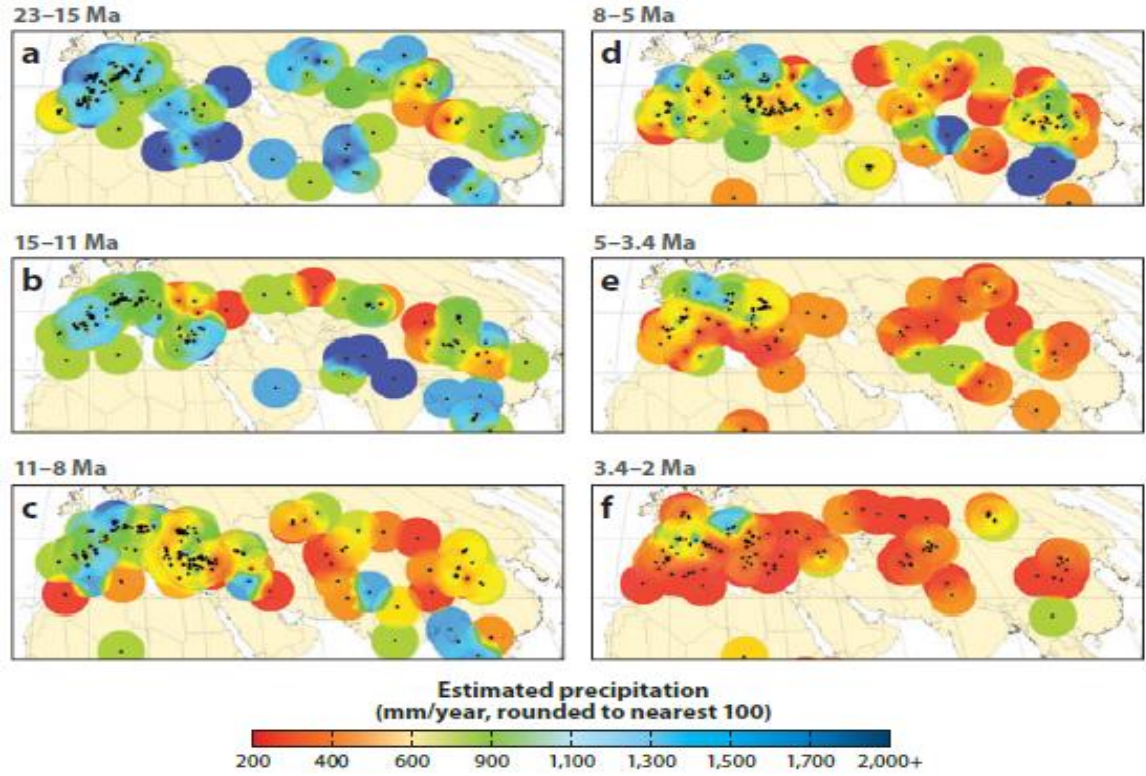 23–15 Ma
a
8–5 Ma
d
15–11 Ma
b
5–3.4 Ma
e
11–8 Ma
c
3.4–2 Ma
f
Estimated precipitation
(mm/year, rounded to nearest 100)
200 400 600 900 1,100 1,300 1,500 1,700 2,000+